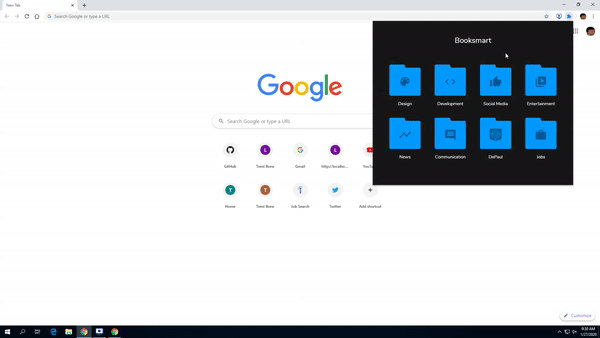 New Tab
Search Google or type a URL
Booksmart
Design Development Social Media Entertainment
News Communication DePaul Jobs
Google
Search Google or type a URL
GitHub Trent Brew Gmail http://localho...
Home Trent Brew Job Search Twitter Add shortcut
Customize
9:30 AM
1/27/2020